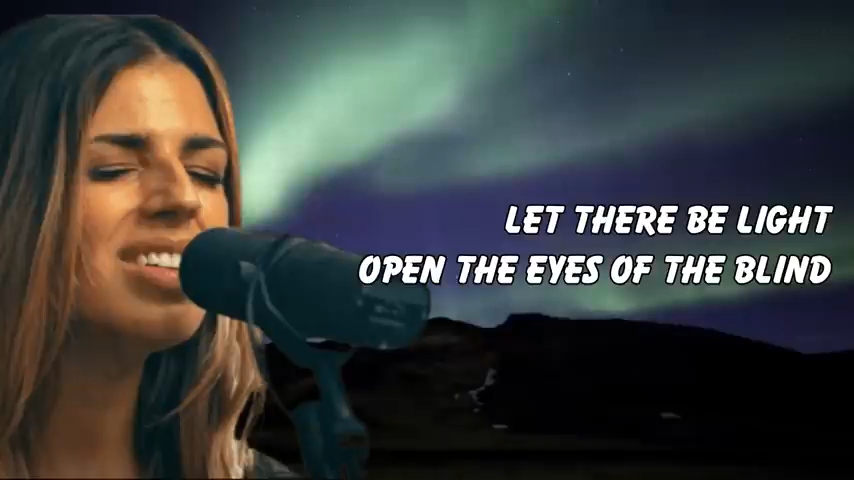 LET THERE BE LIGHT
OPEN THE EYES OF THE BLIND